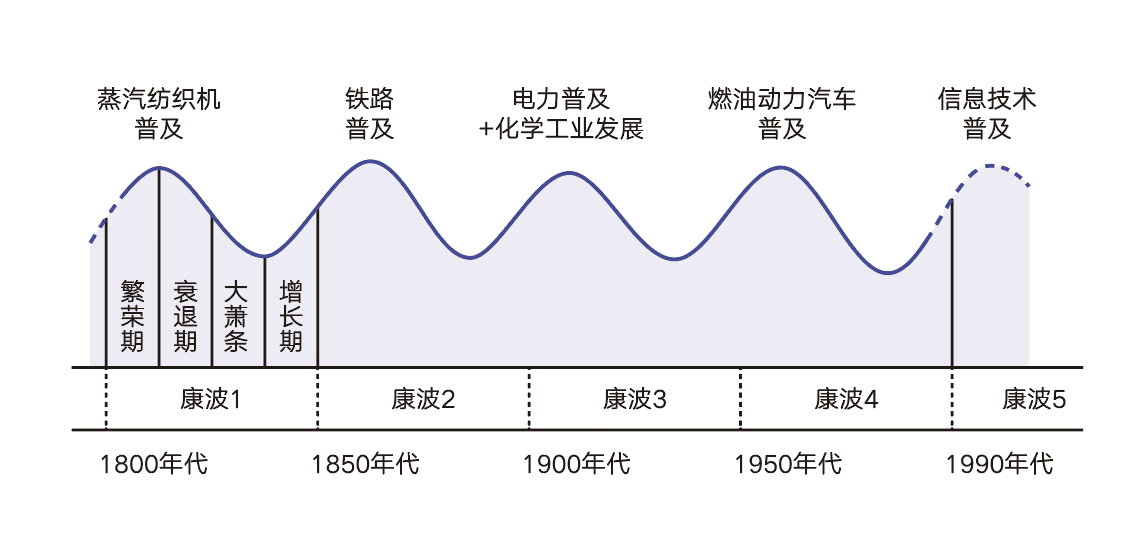 蒸汽纺织机
普及
铁路
普及
电力普及
+化学工业发展
燃油动力汽车
普及
信息技术
普及
繁荣期
衰退期
大萧条
增长期
康波1
康波2
康波3
康波4
康波5
1800年代
1850年代
1900年代
1950年代
1990年代